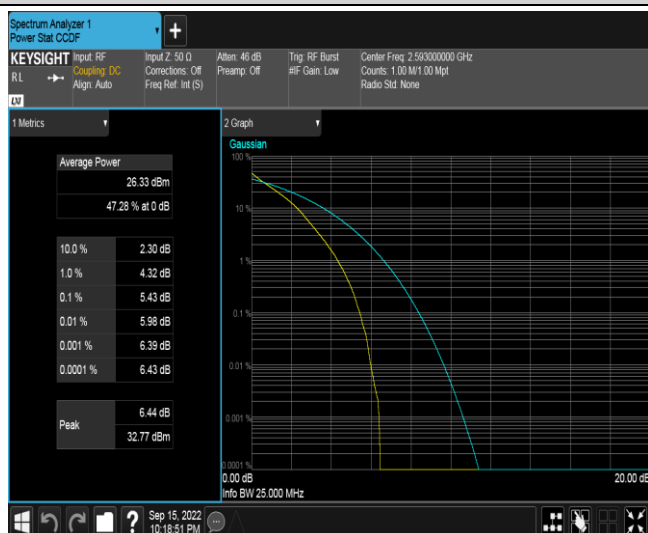 Spectrum Analyzer 1
Power Stat CCDF
+
KEYSIGHT
RL
LXI
Input: RF
Coupling: DC
Align: Auto
Input Z: 50 Ω
Corrections: Off
Freq Ref: Int (S)
Atten: 46 dB
Preamp: Off
Trig: RF Burst
#IF Gain: Low
Center Freq: 2.593000000 GHz
Counts: 1.00 M/1.00 Mpt
Radio Std: None
1 Metrics
Average Power
26.33 dBm
47.28 % at 0 dB
10.0 % 2.30 dB
1.0 % 4.32 dB
0.1 % 5.43 dB
0.01 % 5.98 dB
0.001 % 6.39 dB
0.0001 % 6.43 dB
Peak
6.44 dB
32.77 dBm
2 Graph
Gaussian
100 %
10 %
1 %
0.1 %
0.01 %
0.001 %
0.0001 %
0.00 dB 20.00 dB
Info BW 25.000 MHz
?
Sep 15, 2022
10:18:51 PM